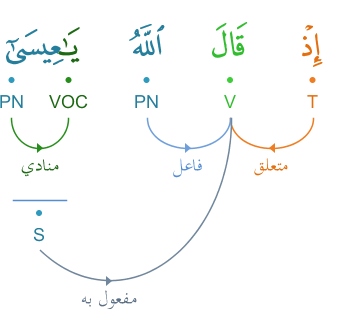 إِذْ قَالَ ٱللَّهُ يَـٰعِيسَىٰٓ
T V PN VOC PN
متعلق فاعل منادي
S
مفعول به